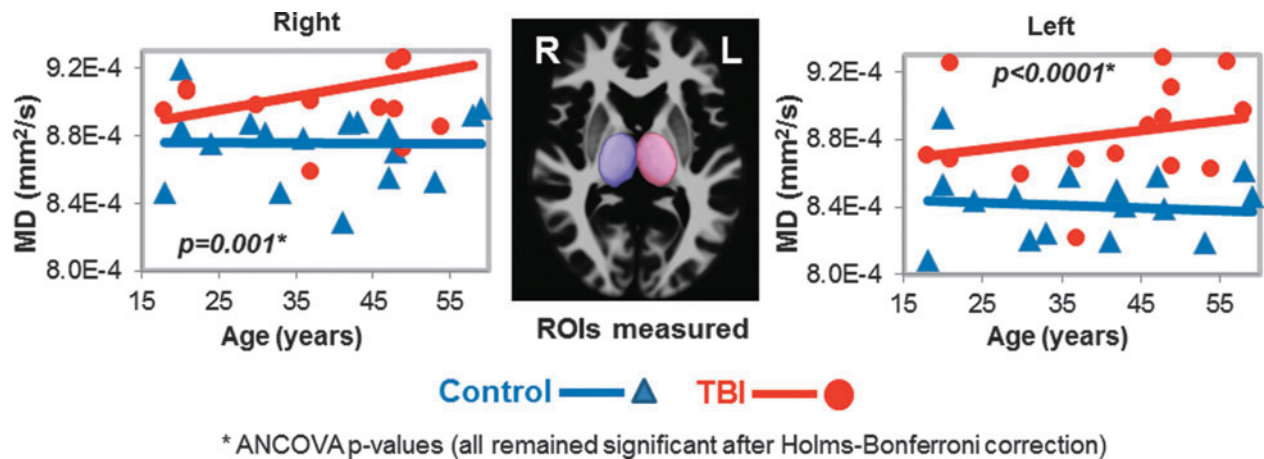 Right
MD (mm²/s)
9.2E-4
8.8E-4
8.4E-4
8.0E-4
p=0.001*
15 25 35 45 55
Age (years)
R L
ROIs measured
Left
MD (mm²/s)
9.2E-4
8.8E-4
8.4E-4
8.0E-4
p<0.0001*
15 25 35 45 55
Age (years)
Control TBI
* ANCOVA p-values (all remained significant after Holms-Bonferroni correction)